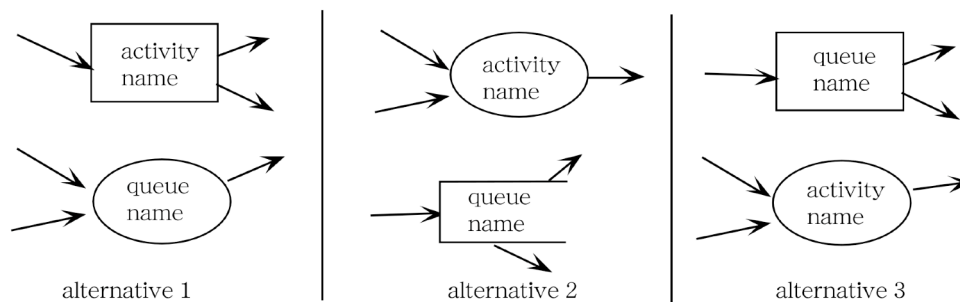 activity
name
queue
name
alternative 1
activity
name
queue
name
alternative 2
queue
name
activity
name
alternative 3